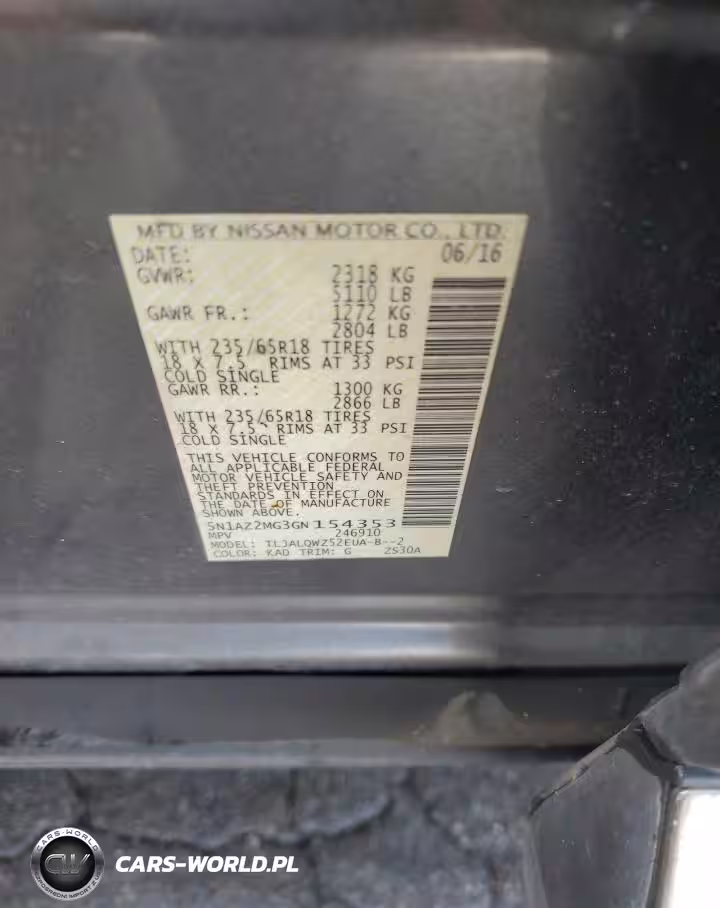 MFD BY NISSAN MOTOR CO., LTD.
DATE: 06/16
GVWR: 2318 KG
5110 LB
GAWR FR.: 1272 KG
2804 LB
WITH 235/65R18 TIRES
18 X 7.5 RIMS AT 33 PSI
COLD SINGLE
GAWR RR.: 1300 KG
2866 LB
WITH 235/65R18 TIRES
18 X 7.5 RIMS AT 33 PSI
COLD SINGLE
THIS VEHICLE CONFORMS TO
ALL APPLICABLE FEDERAL
MOTOR VEHICLE SAFETY AND
THEFT PREVENTION
STANDARDS IN EFFECT ON
THE DATE OF MANUFACTURE
SHOWN ABOVE.
5N1AZ2MG3GN154353
MPV 246910
MODEL: TLJALQWZ52EUA-B--2
COLOR: KAD TRIM: G ZS30A
CARS-WORLD
CW
CARS-WORLD.PL